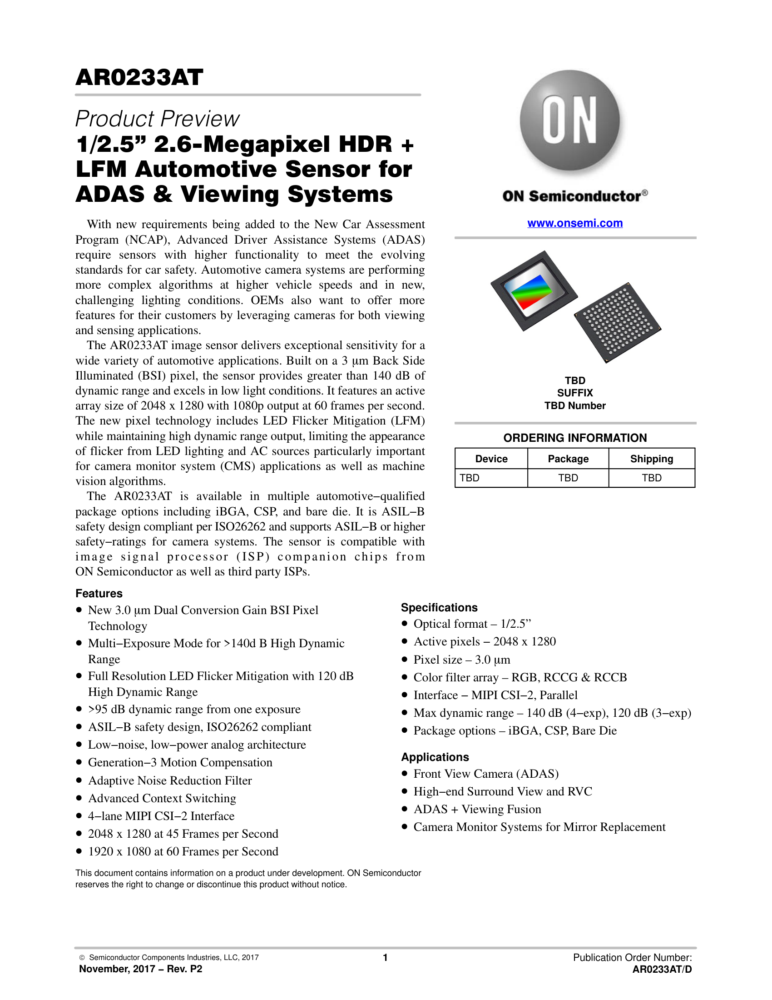 AR0233AT
Product Preview
1/2.5” 2.6-Megapixel HDR +
LFM Automotive Sensor for
ADAS & Viewing Systems
With new requirements being added to the New Car Assessment
Program (NCAP), Advanced Driver Assistance Systems (ADAS)
require sensors with higher functionality to meet the evolving
standards for car safety. Automotive camera systems are performing
more complex algorithms at higher vehicle speeds and in new,
challenging lighting conditions. OEMs also want to offer more
features for their customers by leveraging cameras for both viewing
and sensing applications.
The AR0233AT image sensor delivers exceptional sensitivity for a
wide variety of automotive applications. Built on a 3 μm Back Side
Illuminated (BSI) pixel, the sensor provides greater than 140 dB of
dynamic range and excels in low light conditions. It features an active
array size of 2048 x 1280 with 1080p output at 60 frames per second.
The new pixel technology includes LED Flicker Mitigation (LFM)
while maintaining high dynamic range output, limiting the appearance
of flicker from LED lighting and AC sources particularly important
for camera monitor system (CMS) applications as well as machine
vision algorithms.
The AR0233AT is available in multiple automotive−qualified
package options including iBGA, CSP, and bare die. It is ASIL−B
safety design compliant per ISO26262 and supports ASIL−B or higher
safety−ratings for camera systems. The sensor is compatible with
image signal processor (ISP) companion chips from
ON Semiconductor as well as third party ISPs.
ON
ON Semiconductor®
www.onsemi.com
TBD
SUFFIX
TBD Number
ORDERING INFORMATION
Device Package Shipping
TBD TBD TBD
Features
• New 3.0 μm Dual Conversion Gain BSI Pixel
Technology
• Multi−Exposure Mode for >140d B High Dynamic
Range
• Full Resolution LED Flicker Mitigation with 120 dB
High Dynamic Range
• >95 dB dynamic range from one exposure
• ASIL−B safety design, ISO26262 compliant
• Low−noise, low−power analog architecture
• Generation−3 Motion Compensation
• Adaptive Noise Reduction Filter
• Advanced Context Switching
• 4−lane MIPI CSI−2 Interface
• 2048 x 1280 at 45 Frames per Second
• 1920 x 1080 at 60 Frames per Second
Specifications
• Optical format – 1/2.5”
• Active pixels − 2048 x 1280
• Pixel size – 3.0 μm
• Color filter array – RGB, RCCG & RCCB
• Interface − MIPI CSI−2, Parallel
• Max dynamic range – 140 dB (4−exp), 120 dB (3−exp)
• Package options – iBGA, CSP, Bare Die
Applications
• Front View Camera (ADAS)
• High−end Surround View and RVC
• ADAS + Viewing Fusion
• Camera Monitor Systems for Mirror Replacement
This document contains information on a product under development. ON Semiconductor
reserves the right to change or discontinue this product without notice.
© Semiconductor Components Industries, LLC, 2017
November, 2017 − Rev. P2
1
Publication Order Number:
AR0233AT/D